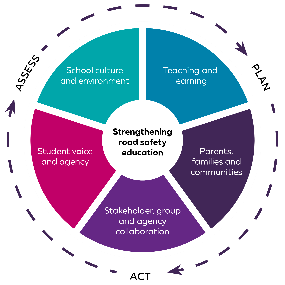 ASSESS
PLAN
ACT
School culture
and environment
Teaching and
learning
Strengthening
road safety
education
Student voice
and agency
Parents,
families and
communities
Stakeholder, group
and agency
collaboration